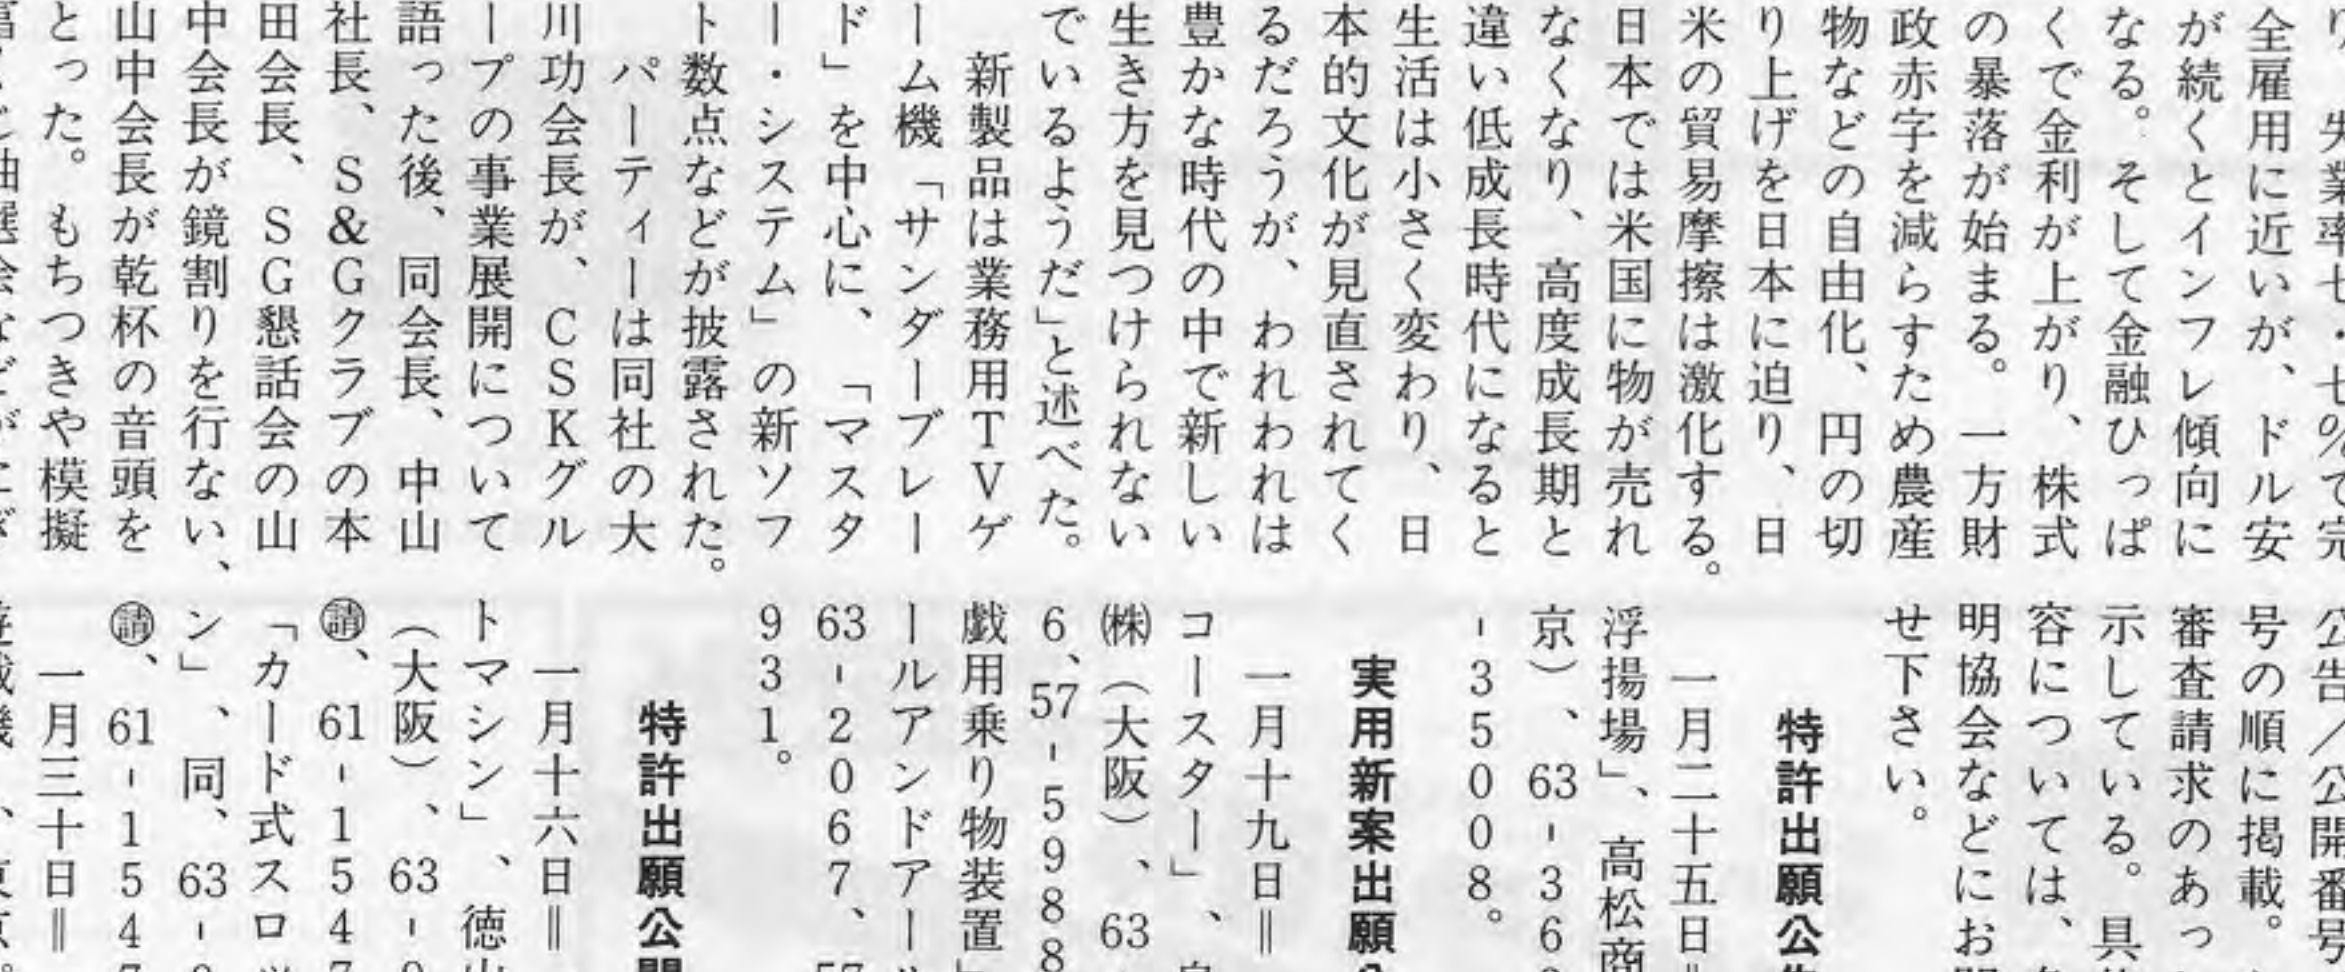 り、失業率七・七％で完
全雇用に近いが、ドル安
が続くとインフレ傾向に
なる。そして金融ひっぱ
くで金利が上がり、株式
の暴落が始まる。一方財
政赤字を減らすため農産
物などの自由化、円の切
り上げを日本に迫り、日
米の貿易摩擦は激化する。
日本では米国に物が売れ
なくなり、高度成長期と
違い低成長時代になると
生活は小さく変わり、日
本的文化が見直されてく
るだろうが、われわれは
豊かな時代の中で新しい
生き方を見つけられない
でいるようだ」と述べた。
新製品は業務用TVゲ
ーム機「サンダーブレー
ド」を中心に、「マスタ
ー・システム」の新ソフ
ト数点などが披露された。
パーティーは同社の大
川功会長が、CSKグル
ープの事業展開について
語った後、同会長、中山
社長、S&Gクラブの本
田会長、SG懇話会の山
中会長が鏡割りを行ない、
山中会長が乾杯の音頭を
とった。もちつきや模擬
公告／公開番号
号の順に掲載。
審査請求のあっ
示している。具
容については、
明協会などにお
せ下さい。
特許出願公
一月二十五日＝
浮揚場」、高松商
京）、63-36
-35008。
実用新案出願
一月十九日＝
コースター」、
㈱（大阪）、63
6、57-5988
戯用乗り物装置」
ールアンドアール
63-2067、57
931。
特許出願公開
一月十六日＝
トマシン」、徳山
（大阪）、63-
㊞請、61-1547
「カード式スロッ
ン」、同、63-
請、61-1547
一月三十日＝